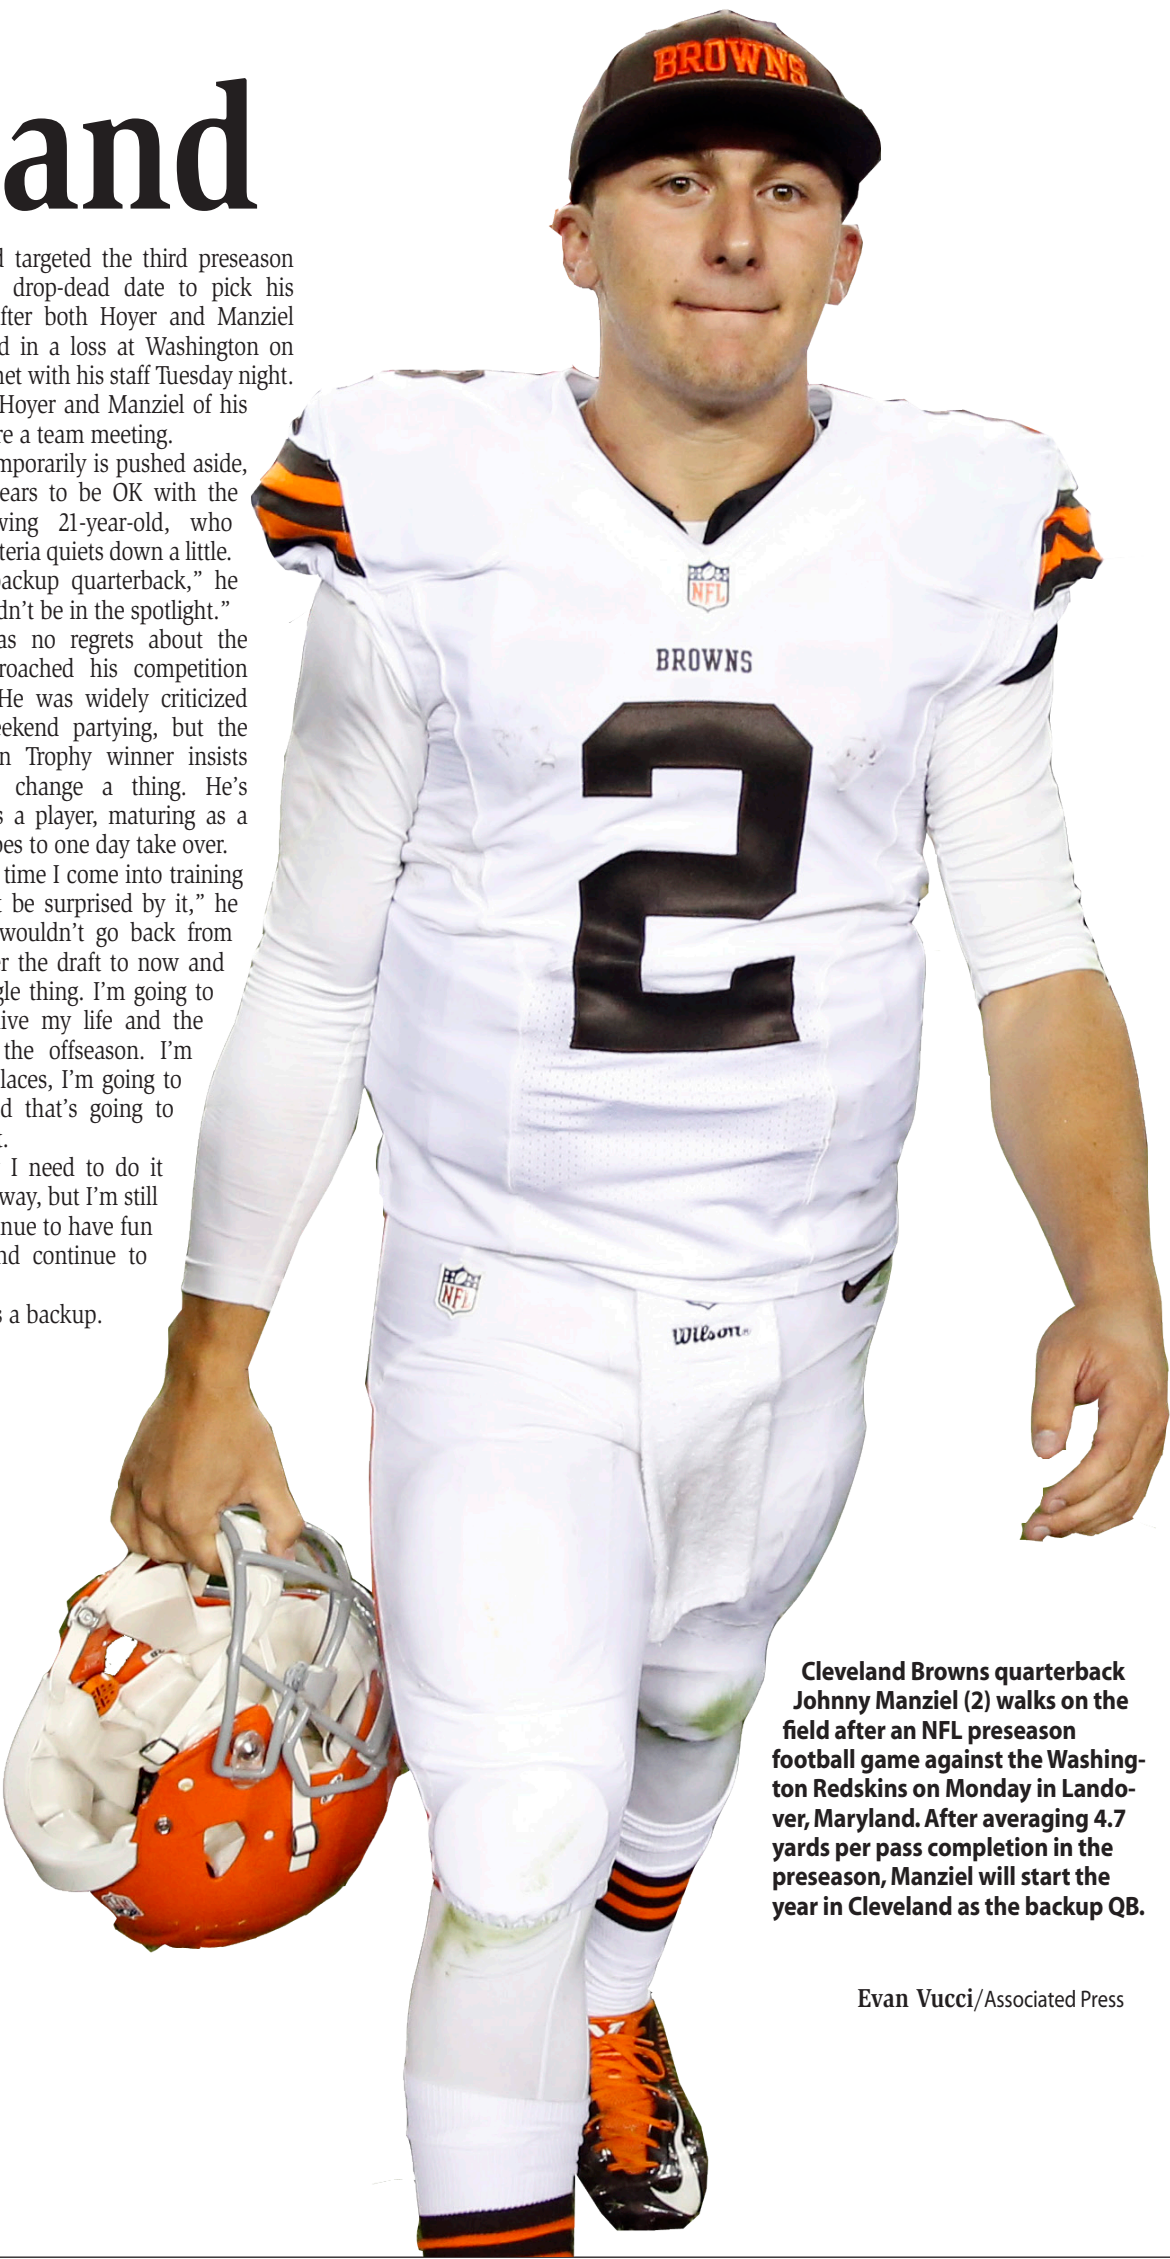 and
targeted the third preseason
drop-dead date to pick his
fter both Hoyer and Manziel
d in a loss at Washington on
met with his staff Tuesday night.
Hoyer and Manziel of his
re a team meeting.
mporarily is pushed aside,
ears to be OK with the
wing 21-year-old, who
teria quiets down a little.
backup quarterback,” he
dn’t be in the spotlight.”
as no regrets about the
roached his competition
He was widely criticized
eekend partying, but the
n Trophy winner insists
change a thing. He’s
s a player, maturing as a
pes to one day take over.
time I come into training
t be surprised by it,” he
wouldn’t go back from
r the draft to now and
gle thing. I’m going to
live my life and the
the offseason. I’m
laces, I’m going to
d that’s going to
t.
I need to do it
way, but I’m still
nue to have fun
nd continue to
s a backup.
BROWNS
NFL
BROWNS
2
NFL
Wilson
Cleveland Browns quarterback
Johnny Manziel (2) walks on the
field after an NFL preseason
football game against the Washing-
ton Redskins on Monday in Lando-
ver, Maryland. After averaging 4.7
yards per pass completion in the
preseason, Manziel will start the
year in Cleveland as the backup QB.
Evan Vucci/Associated Press